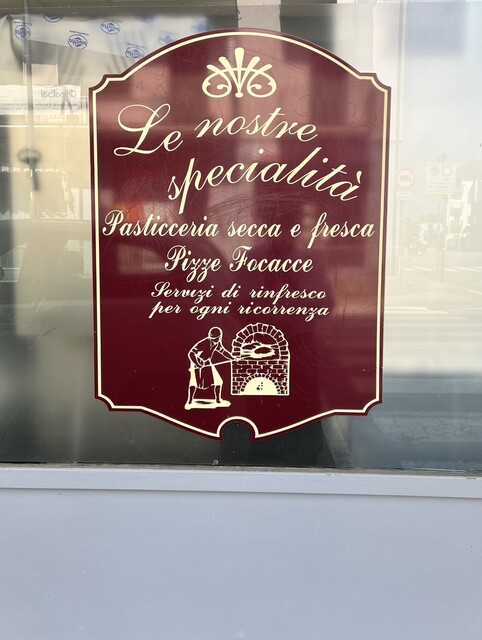 Le nostre
specialità
Pasticceria secca e fresca
Pizze Focacce
Servizi di rinfresco
per ogni ricorrenza